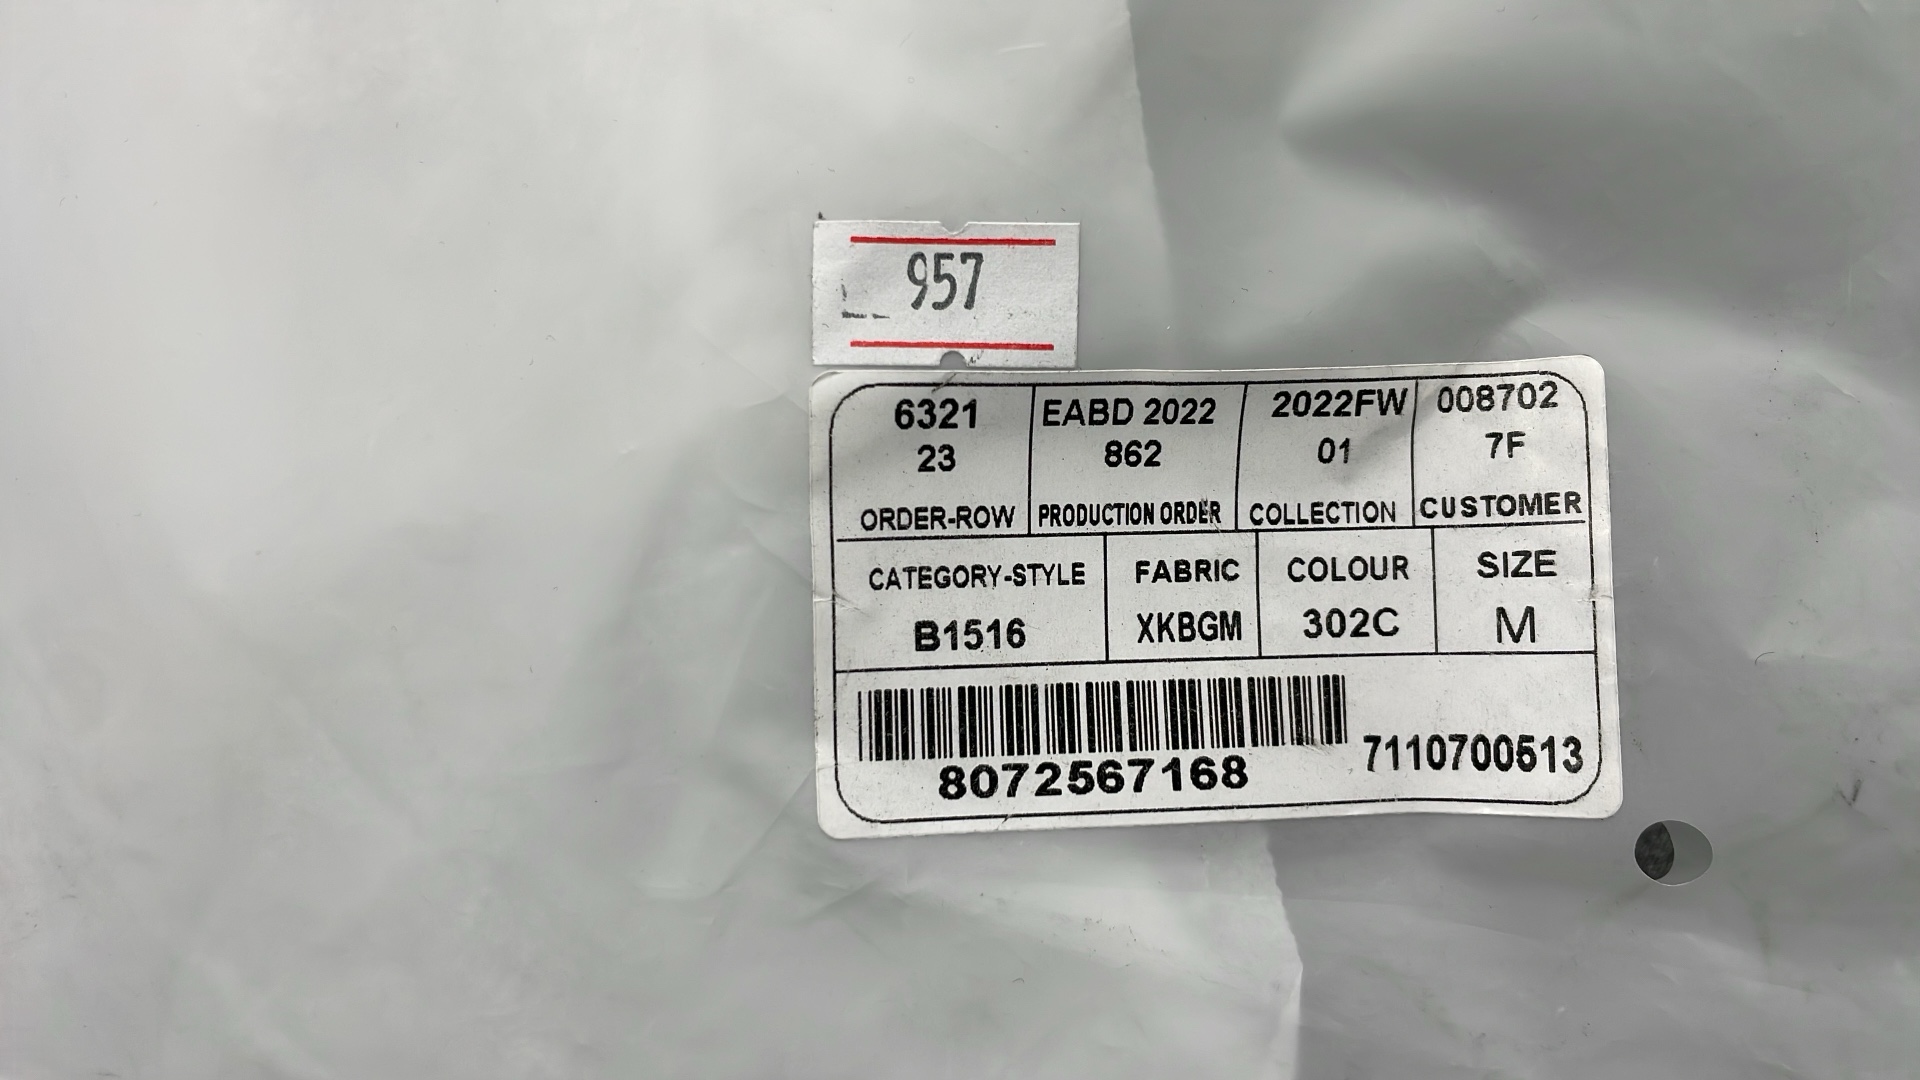 957
6321 EABD 2022 2022FW 008702
23 862 01 7F
ORDER-ROW PRODUCTION ORDER COLLECTION CUSTOMER
CATEGORY-STYLE FABRIC COLOUR SIZE
B1516 XKBGM 302C M
8072567168 7110700513